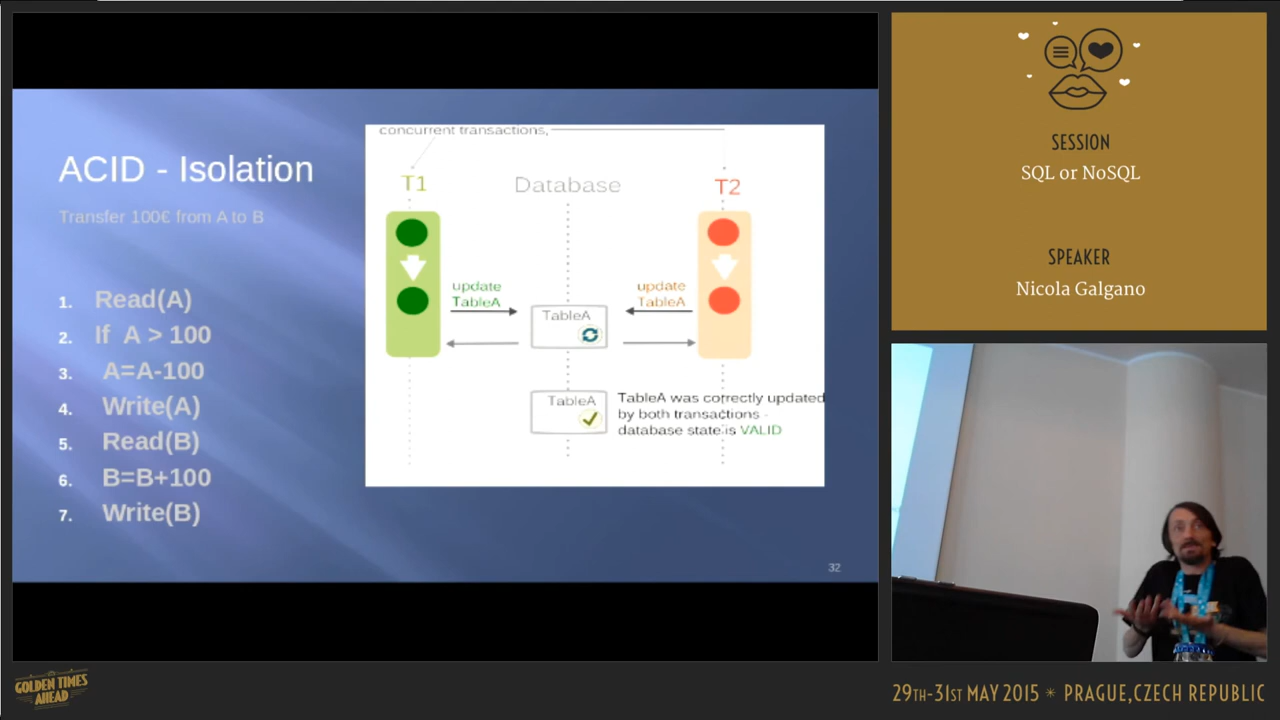 ACID - Isolation
Transfer 100€ from A to B
1. Read(A)
2. If A > 100
3. A=A-100
4. Write(A)
5. Read(B)
6. B=B+100
7. Write(B)
concurrent transactions,
T1
Database
T2
update
TableA
update
TableA
TableA
TableA
TableA was correctly updated
by both transactions -
database state is VALID
32
SESSION
SQL or NoSQL
SPEAKER
Nicola Galgano
GOLDEN TIMES
AHEAD
29TH-31ST MAY 2015 * PRAGUE,CZECH REPUBLIC